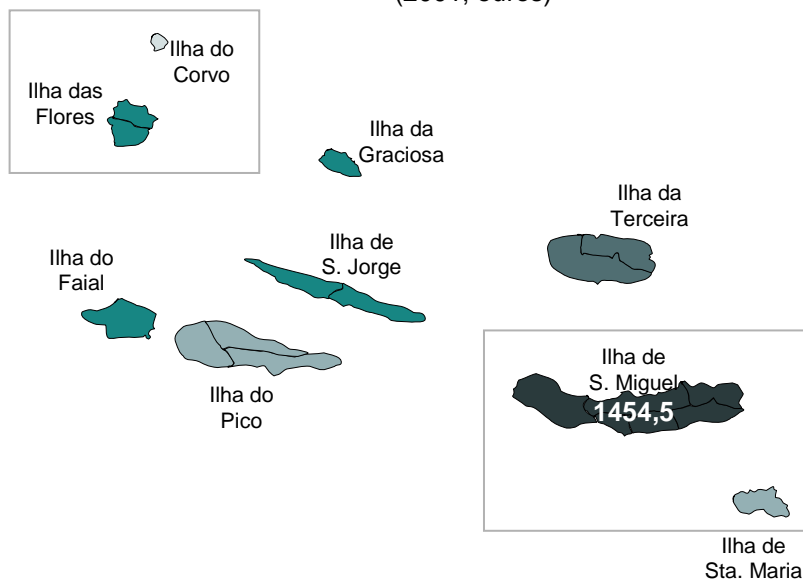 Ilha do
Corvo
Ilha das
Flores
Ilha da
Graciosa
Ilha da
Terceira
Ilha de
S. Jorge
Ilha do
Faial
Ilha do
Pico
Ilha de
S. Miguel
1454,5
Ilha de
Sta. Maria